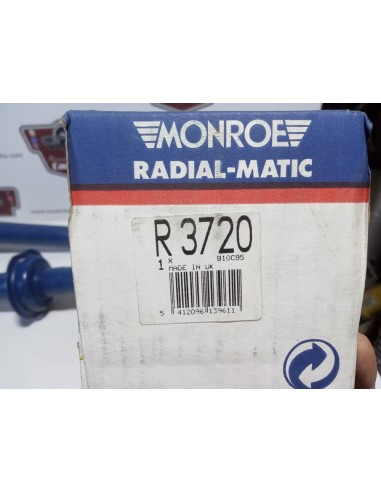 MONROE
RADIAL-MATIC
R 3720
1 x 810C95
MADE IN UK
5 412096 139611